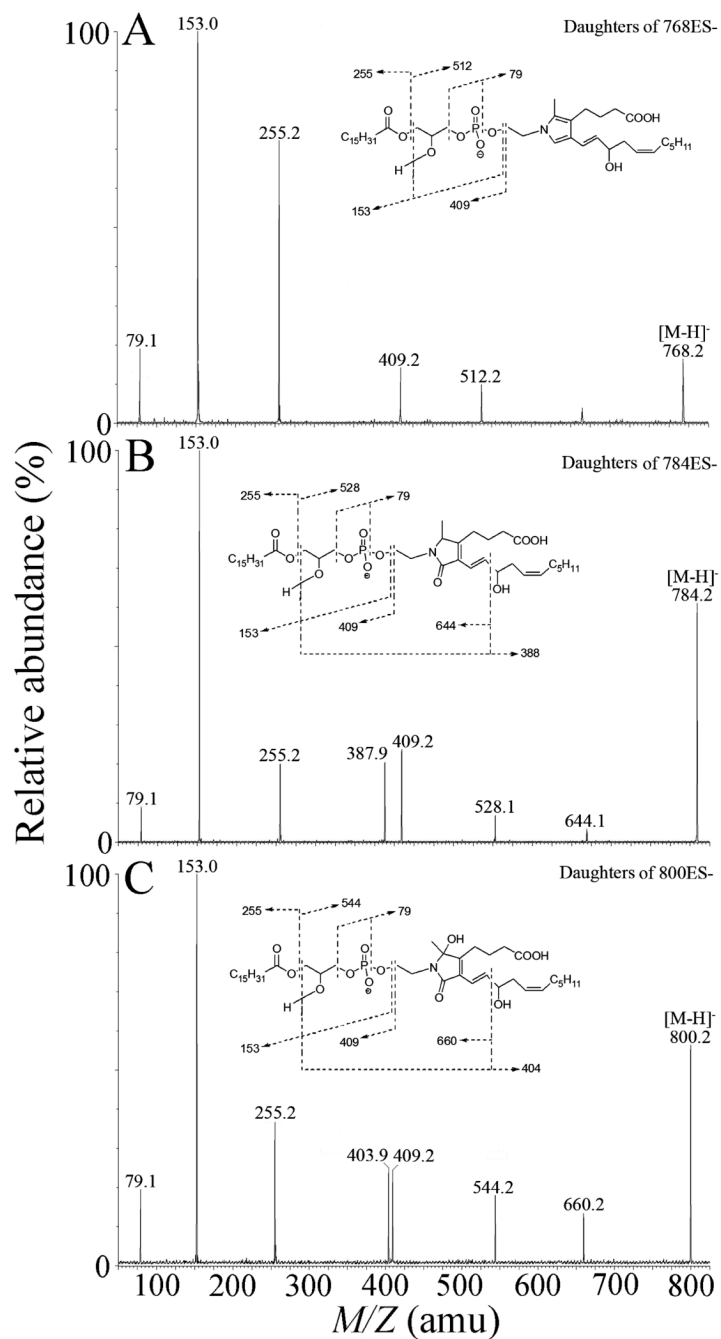 A
Daughters of 768ES-
100
153.0
255
512
79
O
C15H31
O
O
H
O
O
P
O
O
⊖
N
COOH
C5H11
OH
153
409
255.2
79.1
409.2
512.2
[M-H]-
768.2
0
B
Daughters of 784ES-
100
153.0
255
528
79
O
C15H31
O
O
H
O
O
P
O
O
⊖
N
O
COOH
C5H11
OH
153
409
644
388
79.1
255.2
387.9
409.2
528.1
644.1
[M-H]-
784.2
0
C
Daughters of 800ES-
100
153.0
255
544
79
O
C15H31
O
O
H
O
O
P
O
O
⊖
N
OH
O
COOH
C5H11
OH
153
409
660
404
79.1
255.2
403.9
409.2
544.2
660.2
[M-H]-
800.2
0
Relative abundance (%)
100 200 300 400 500 600 700 800
M/Z (amu)